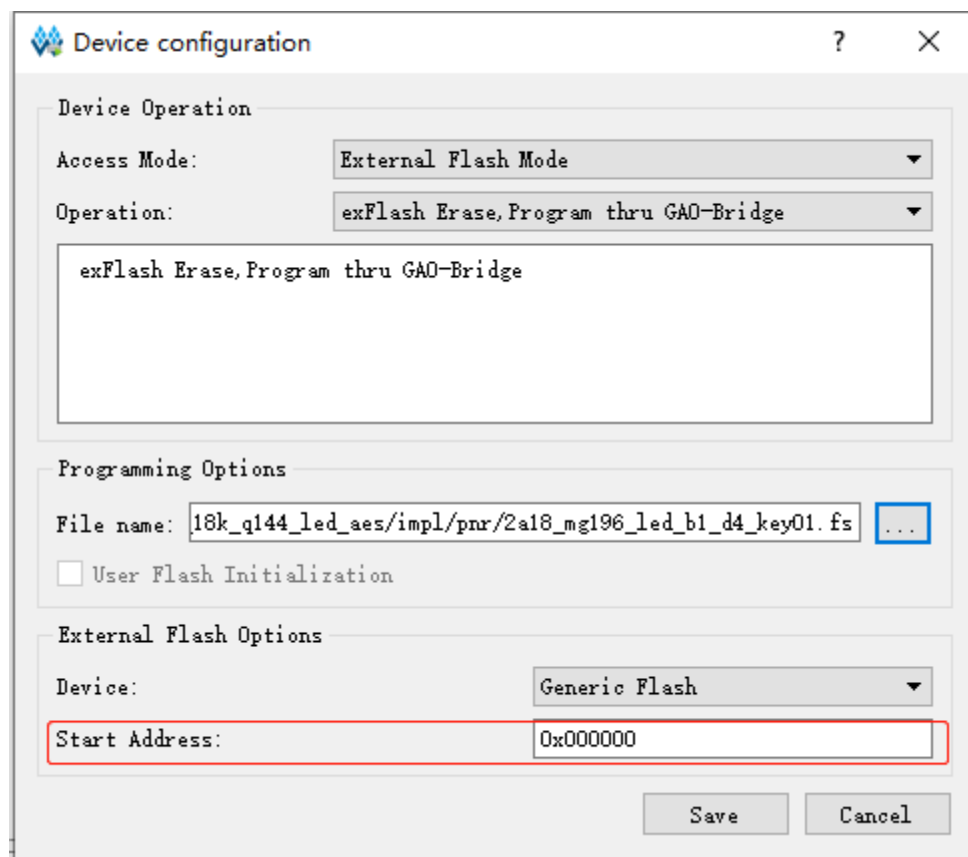 Device configuration
Device Operation
Access Mode: External Flash Mode
Operation: exFlash Erase,Program thru GAO-Bridge
exFlash Erase,Program thru GAO-Bridge
Programming Options
File name: 18k_q144_led_aes/impl/pnr/2a18_mg196_led_b1_d4_key01.fs ...
User Flash Initialization
External Flash Options
Device: Generic Flash
Start Address: 0x000000
Save Cancel